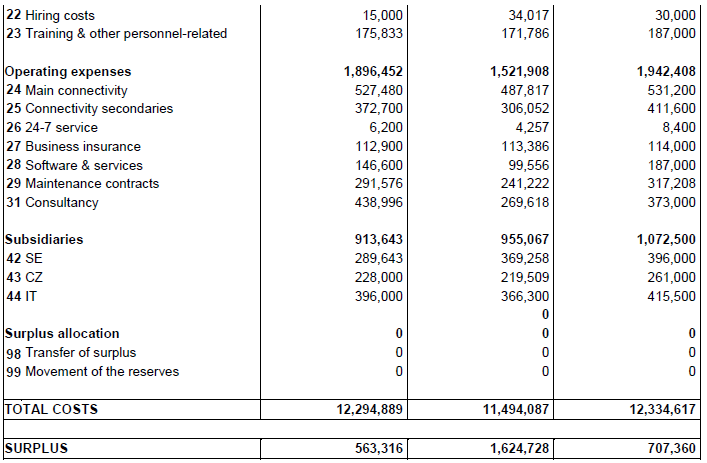 22 Hiring costs 15,000 34,017 30,000
23 Training & other personnel-related 175,833 171,786 187,000
Operating expenses 1,896,452 1,521,908 1,942,408
24 Main connectivity 527,480 487,817 531,200
25 Connectivity secondaries 372,700 306,052 411,600
26 24-7 service 6,200 4,257 8,400
27 Business insurance 112,900 113,386 114,000
28 Software & services 146,600 99,556 187,000
29 Maintenance contracts 291,576 241,222 317,208
31 Consultancy 438,996 269,618 373,000
Subsidiaries 913,643 955,067 1,072,500
42 SE 289,643 369,258 396,000
43 CZ 228,000 219,509 261,000
44 IT 396,000 366,300 415,500
0
Surplus allocation 0 0 0
98 Transfer of surplus 0 0 0
99 Movement of the reserves 0 0 0
TOTAL COSTS 12,294,889 11,494,087 12,334,617
SURPLUS 563,316 1,624,728 707,360